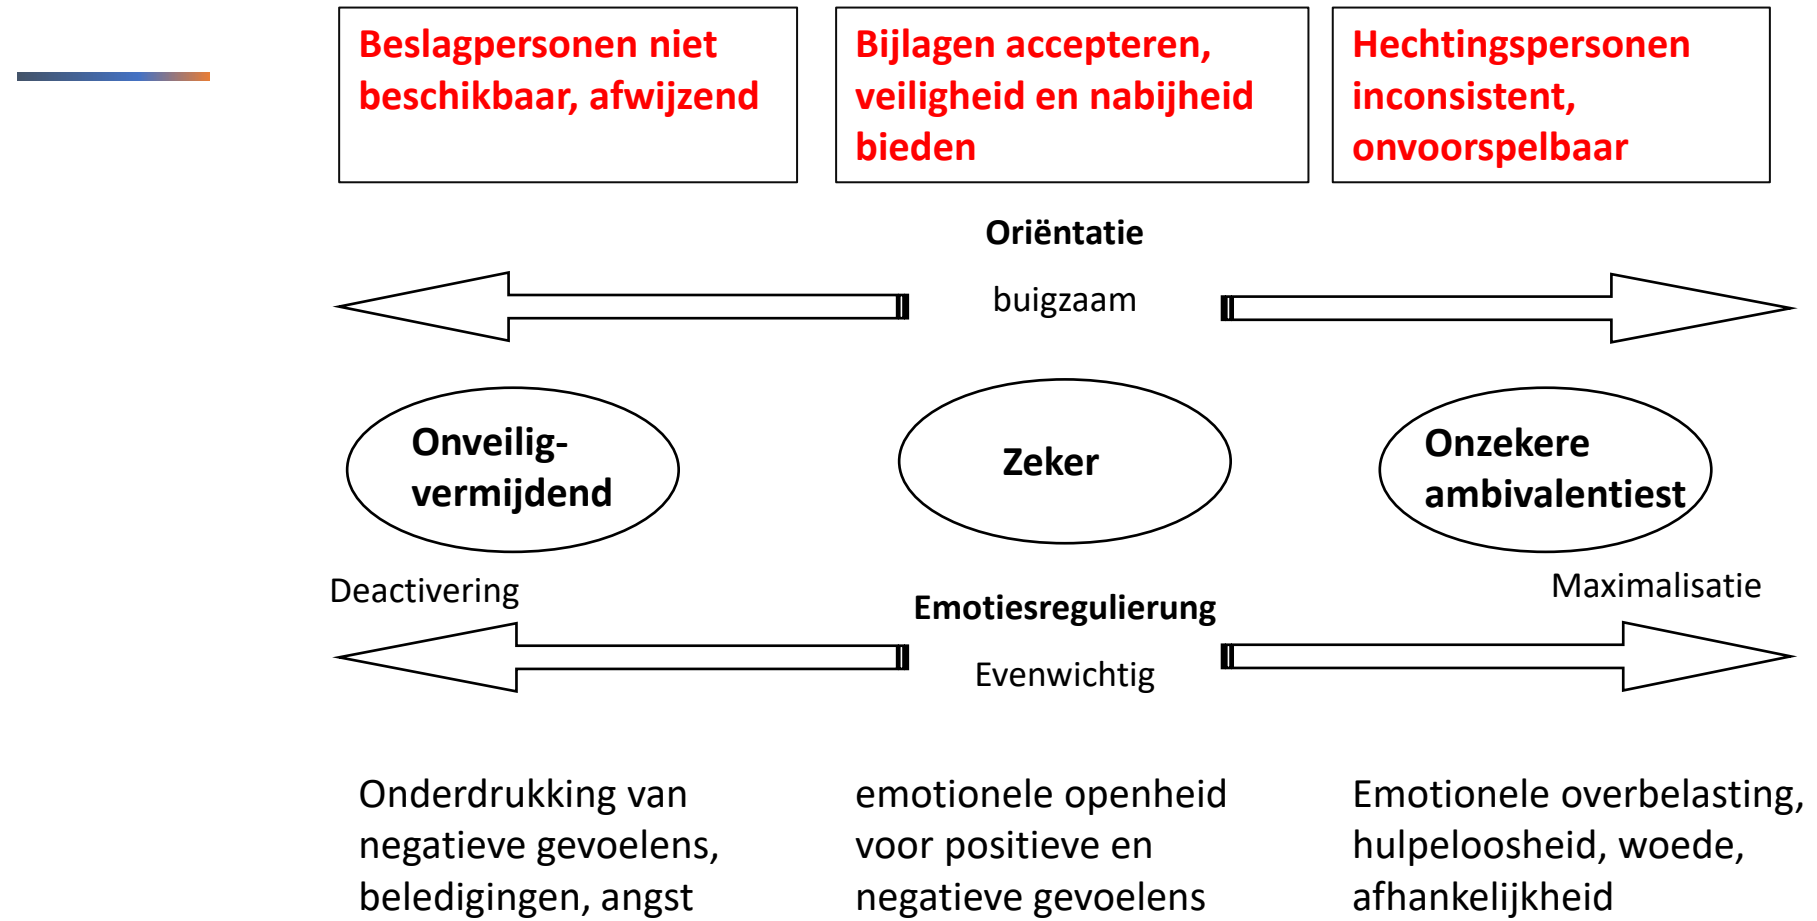 Beslagpersonen niet
beschikbaar, afwijzend
Bijlagen accepteren,
veiligheid en nabijheid
bieden
Hechtingspersonen
inconsistent,
onvoorspelbaar
Oriëntatie
buigzaam
Onveilig-
vermijdend
Zeker
Onzekere
ambivalentiest
Deactivering
Emotiesregulierung
Maximalisatie
Evenwichtig
Onderdrukking van
negatieve gevoelens,
beledigingen, angst
emotionele openheid
voor positieve en
negatieve gevoelens
Emotionele overbelasting,
hulpeloosheid, woede,
afhankelijkheid